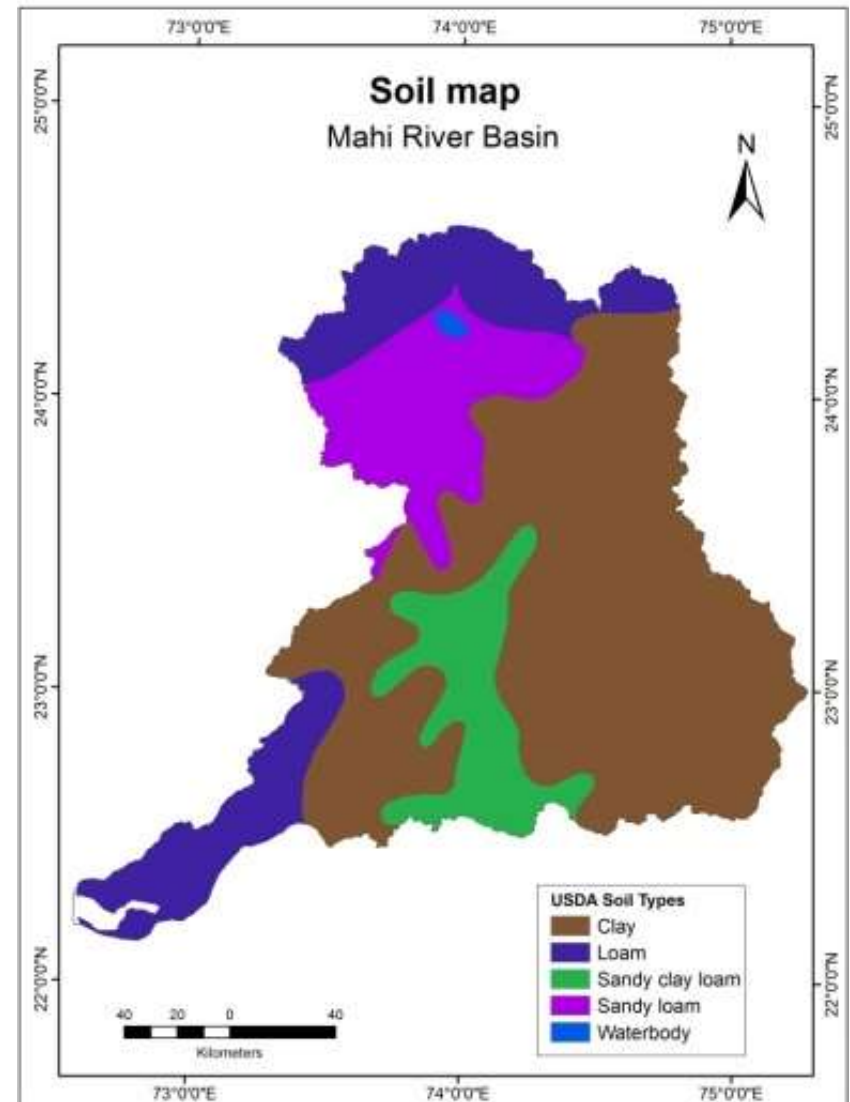 73°0'0"E 74°0'0"E 75°0'0"E
Soil map
Mahi River Basin
N
25°0'0"N 25°0'0"N
24°0'0"N 24°0'0"N
23°0'0"N 23°0'0"N
22°0'0"N 22°0'0"N
USDA Soil Types
Clay
Loam
Sandy clay loam
Sandy loam
Waterbody
40 20 0 40
Kilometers
73°0'0"E 74°0'0"E 75°0'0"E